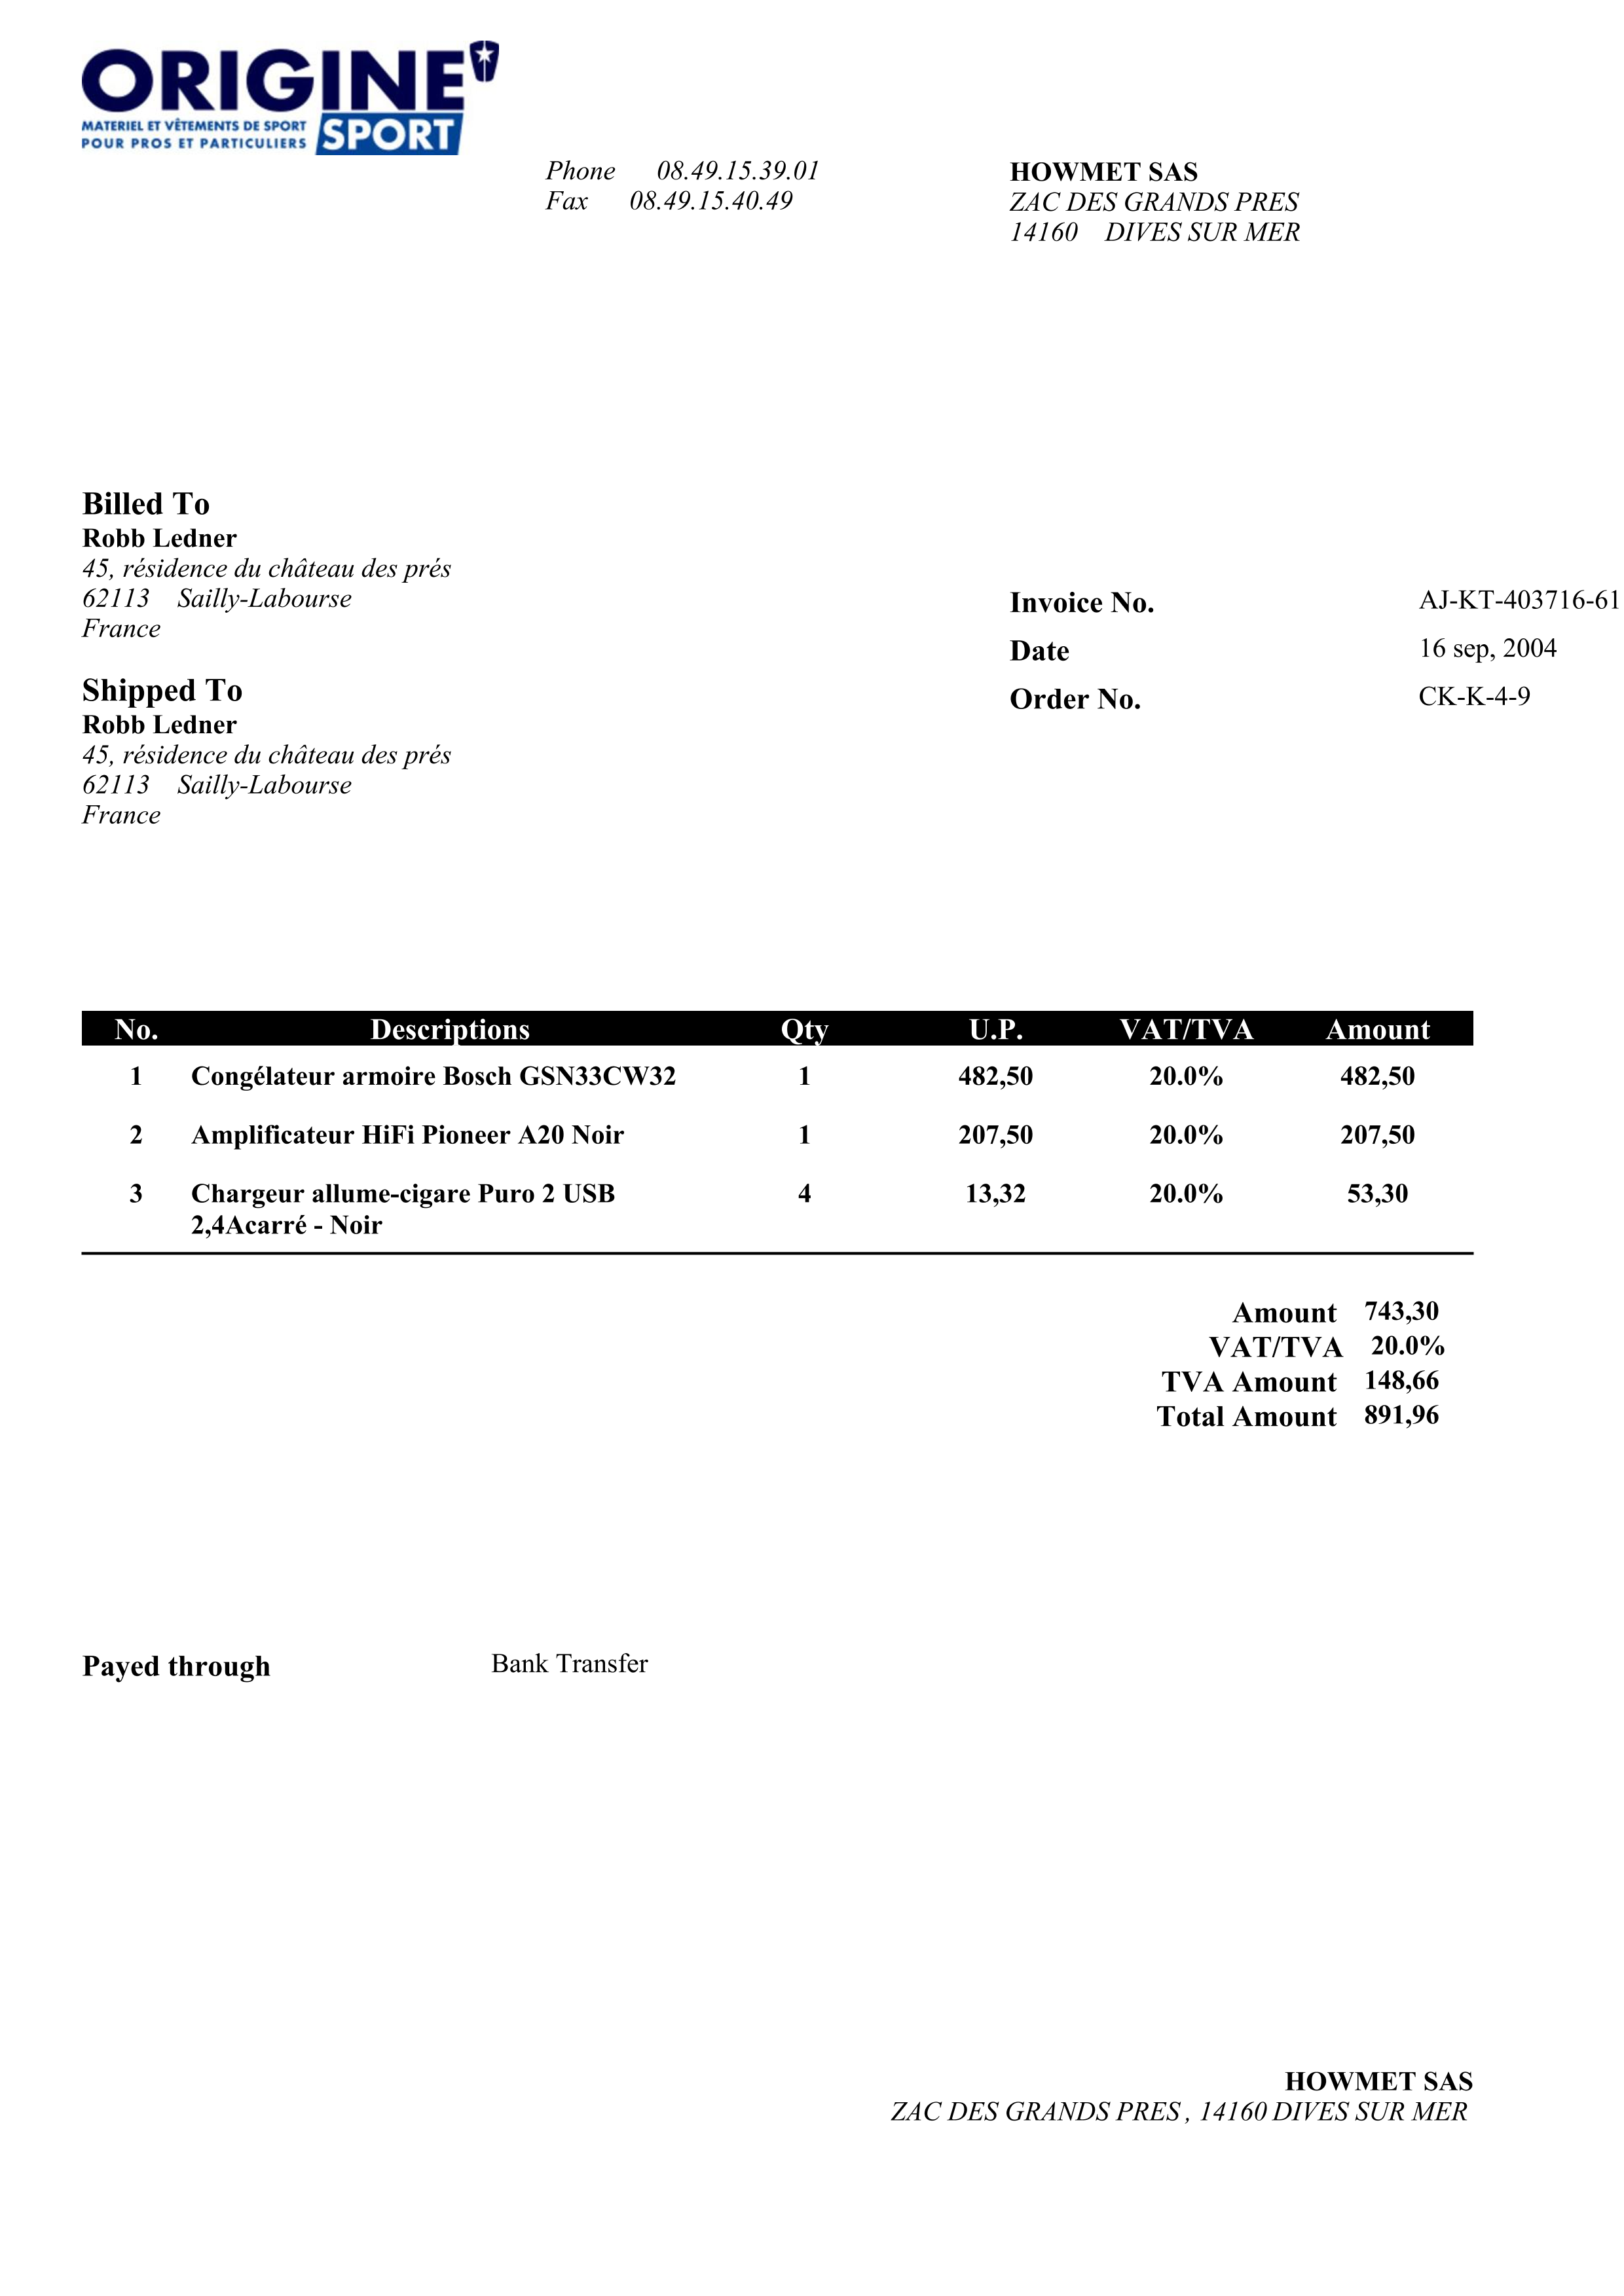 ORIGINE
MATERIEL ET VÊTEMENTS DE SPORT
POUR PROS ET PARTICULIERS
SPORT
Phone 08.49.15.39.01
Fax 08.49.15.40.49
HOWMET SAS
ZAC DES GRANDS PRES
14160 DIVES SUR MER
Billed To
Robb Ledner
45, résidence du château des prés
62113 Sailly-Labourse
France
Invoice No. AJ-KT-403716-61
Date 16 sep, 2004
Order No. CK-K-4-9
Shipped To
Robb Ledner
45, résidence du château des prés
62113 Sailly-Labourse
France
No. Descriptions Qty U.P. VAT/TVA Amount
1 Congélateur armoire Bosch GSN33CW32 1 482,50 20.0% 482,50
2 Amplificateur HiFi Pioneer A20 Noir 1 207,50 20.0% 207,50
3 Chargeur allume-cigare Puro 2 USB 4 13,32 20.0% 53,30
2,4Acarré - Noir
Amount 743,30
VAT/TVA 20.0%
TVA Amount 148,66
Total Amount 891,96
Payed through Bank Transfer
HOWMET SAS
ZAC DES GRANDS PRES , 14160 DIVES SUR MER